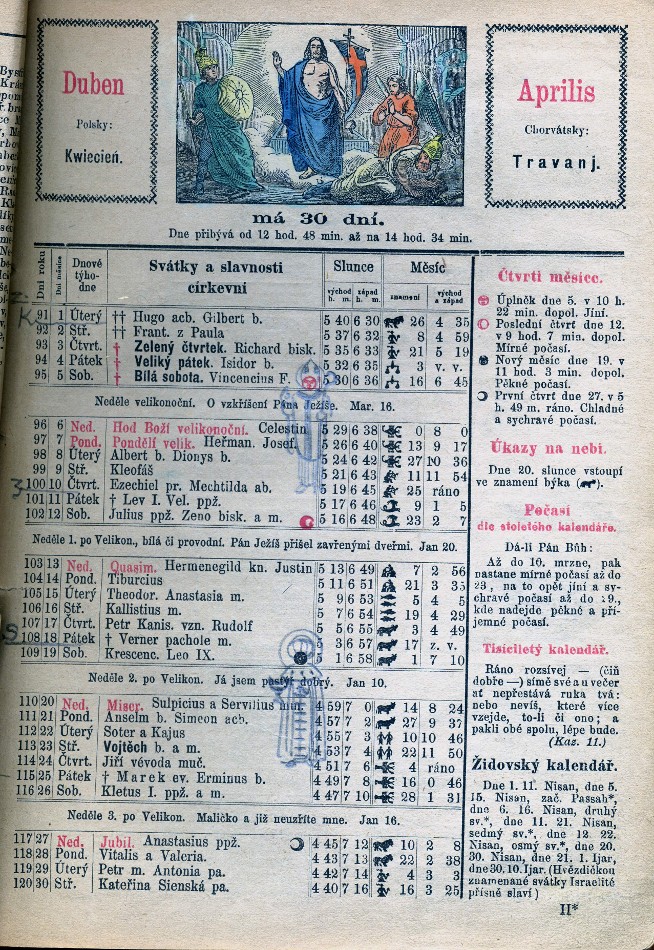 Duben
Polsky:
Kwiecień.
Aprilis
Chorvátsky:
Travanj.
má 30 dní.
Dne přibývá od 12 hod. 48 min. až na 14 hod. 34 min.
Dni roku
Dni měsíce
Dnové týho-dne
Svátky a slavnosti církevní
Slunce
východ h. m.
západ h. m.
Měsíc
znamení
východ a západ
91 1 Úterý †† Hugo acb. Gilbert b. 5 40 6 30 26 4 35
92 2 Stř. †† Frant. z Paula 5 37 6 32 8 4 59
93 3 Čtvrt. † Zelený čtvrtek. Richard bisk. 5 35 6 33 21 5 19
94 4 Pátek † Veliký pátek. Isidor b. 5 32 6 35 3 v. v.
95 5 Sob. † Bílá sobota. Vincencius F. 5 30 6 36 16 6 45
Neděle velikonoční. O vzkříšení Pána Ježíše. Mar. 16.
96 6 Ned. Hod Boží velikonoční. Celestin 5 29 6 38 0 8 0
97 7 Pond. Pondělí velik. Heřman. Josef. 5 26 6 40 13 9 17
98 8 Úterý Albert b. Dionys b. 5 24 6 42 27 10 36
99 9 Stř. Kleofáš 5 21 6 44 11 11 54
100 10 Čtvrt. Ezechiel pr. Mechtilda ab. 5 19 6 45 25 ráno
101 11 Pátek † Lev I. Vel. ppž. 5 17 6 46 9 1 5
102 12 Sob. Julius ppž. Zeno bisk. a m. 5 16 6 48 23 2 7
Neděle 1. po Velikon., bílá či provodní. Pán Ježíš přišel zavřenými dveřmi. Jan 20.
103 13 Ned. Quasim. Hermenegild kn. Justin 5 13 6 49 7 2 56
104 14 Pond. Tiburcius 5 11 6 51 21 3 35
105 15 Úterý Theodor. Anastasia m. 5 9 6 53 5 4 5
106 16 Stř. Kallistius m. 5 7 6 54 19 4 29
107 17 Čtvrt. Petr Kanis. vzn. Rudolf 5 5 6 55 3 4 49
108 18 Pátek † Verner pachole m. 5 3 6 57 17 z. v.
109 19 Sob. Krescenc. Leo IX. 5 1 6 58 1 7 10
Neděle 2. po Velikon. Já jsem pastýř dobrý. Jan 10.
110 20 Ned. Miser. Sulpicius a Servilius mm. 4 59 7 0 14 8 24
111 21 Pond. Anselm b. Simeon acb. 4 57 7 2 27 9 37
112 22 Úterý Soter a Kajus 4 55 7 3 10 10 46
113 23 Stř. Vojtěch b. a m. 4 53 7 4 22 11 50
114 24 Čtvrt. Jiří vévoda muč. 4 51 7 6 4 ráno
115 25 Pátek † Marek ev. Erminus b. 4 49 7 8 16 0 46
116 26 Sob. Kletus I. ppž. a m. 4 47 7 10 28 1 31
Neděle 3. po Velikon. Maličko a již neuzříte mne. Jan 16.
117 27 Ned. Jubil. Anastasius ppž. 4 45 7 12 10 2 8
118 28 Pond. Vitalis a Valeria. 4 43 7 13 22 2 38
119 29 Úterý Petr m. Antonia pa. 4 42 7 14 4 3 3
120 30 Stř. Kateřina Sienská pa. 4 40 7 16 16 3 25
Čtvrti měsíce.
Úplněk dne 5. v 10 h.
22 min. dopol. Jíní.
Poslední čtvrt dne 12.
v 9 hod. 7 min. dopol.
Mírné počasí.
Nový měsíc dne 19. v
11 hod. 3 min. dopol.
Pěkné počasí.
První čtvrt dne 27. v 5
h. 49 m. ráno. Chladné
a sychravé počasí.
Úkazy na nebi.
Dne 20. slunce vstoupí
ve znamení býka ( ).
Počasí
dle stoletého kalendáře.
Dá-li Pán Bůh:
Až do 10. mrzne, pak
nastane mírné počasí až do
23., na to opět jíní a sy-
chravé počasí až do 29.,
kde nadejde pěkné a pří-
jemné počasí.
Tisíciletý kalendář.
Ráno rozsívej — (čiň
dobře —) símě své a u večer
ať nepřestává ruka tvá:
nebo nevíš, které více
vzejde, to-li či ono; a
pakli obé spolu, lépe bude.
(Kaz. 11.)
Židovský kalendář.
Dne 1. 11. Nisan, dne 5.
15. Nisan, zač. Passah*,
dne 6. 16. Nisan, druhý
sv.*, dne 11. 21. Nisan,
sedmý sv.*, dne 12. 22.
Nisan, osmý sv.*, dne 20.
30. Nisan, dne 21. 1. Ijar,
dne 30. 10. Ijar. (Hvězdičkou
znamenané svátky Israelité
přísně slaví)
II*